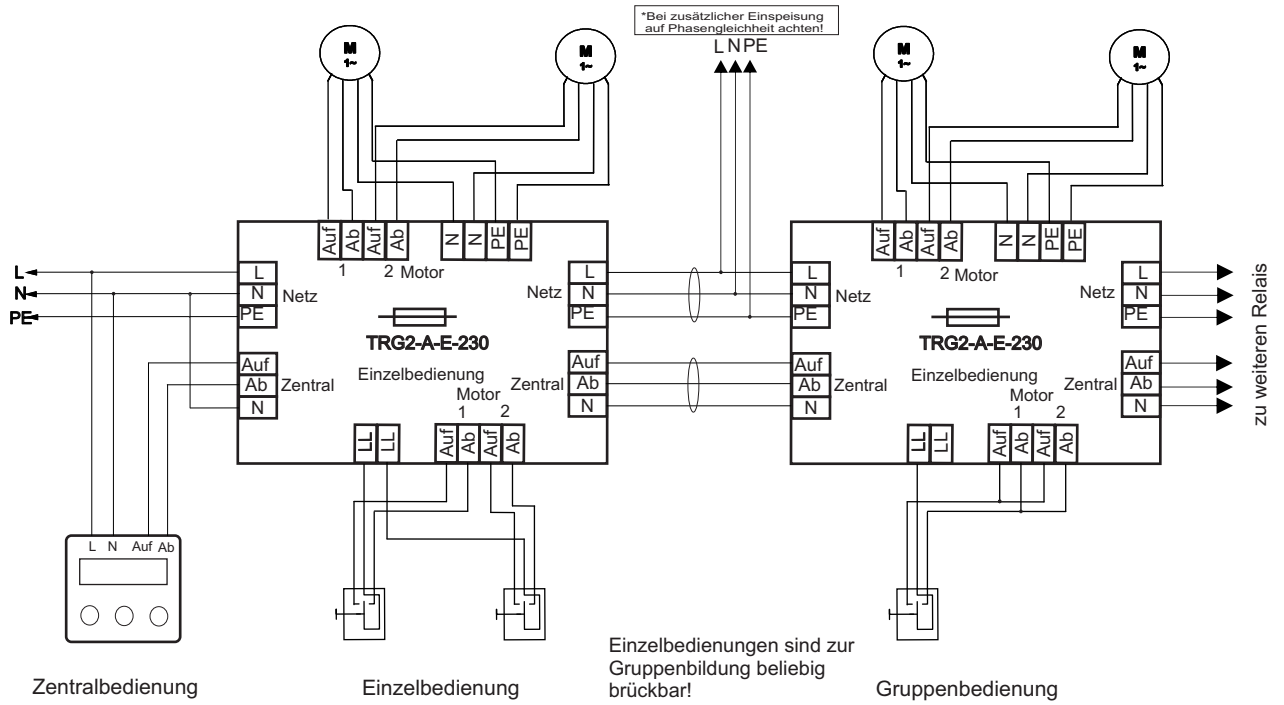 *Bei zusätzlicher Einspeisung
auf Phasengleichheit achten!
L N PE
M
1~
M
1~
M
1~
M
1~
Auf Ab Auf Ab N N PE PE
1 2 Motor
Auf Ab Auf Ab N N PE PE
1 2 Motor
L
N
PE
L
N
PE
Netz
L
N
PE
Netz
L
N
PE
Netz
L
N
PE
Netz
TRG2-A-E-230
TRG2-A-E-230
Auf
Ab
N
Zentral
Einzelbedienung
Motor
1 2
Auf
Ab
N
Zentral
Auf
Ab
N
Zentral
Einzelbedienung
Motor
1 2
Auf
Ab
N
Zentral
zu weiteren Relais
LL LL Auf Ab Auf Ab
LL LL Auf Ab Auf Ab
L N Auf Ab
Einzelbedienungen sind zur
Gruppenbildung beliebig
brückbar!
Zentralbedienung
Einzelbedienung
Gruppenbedienung